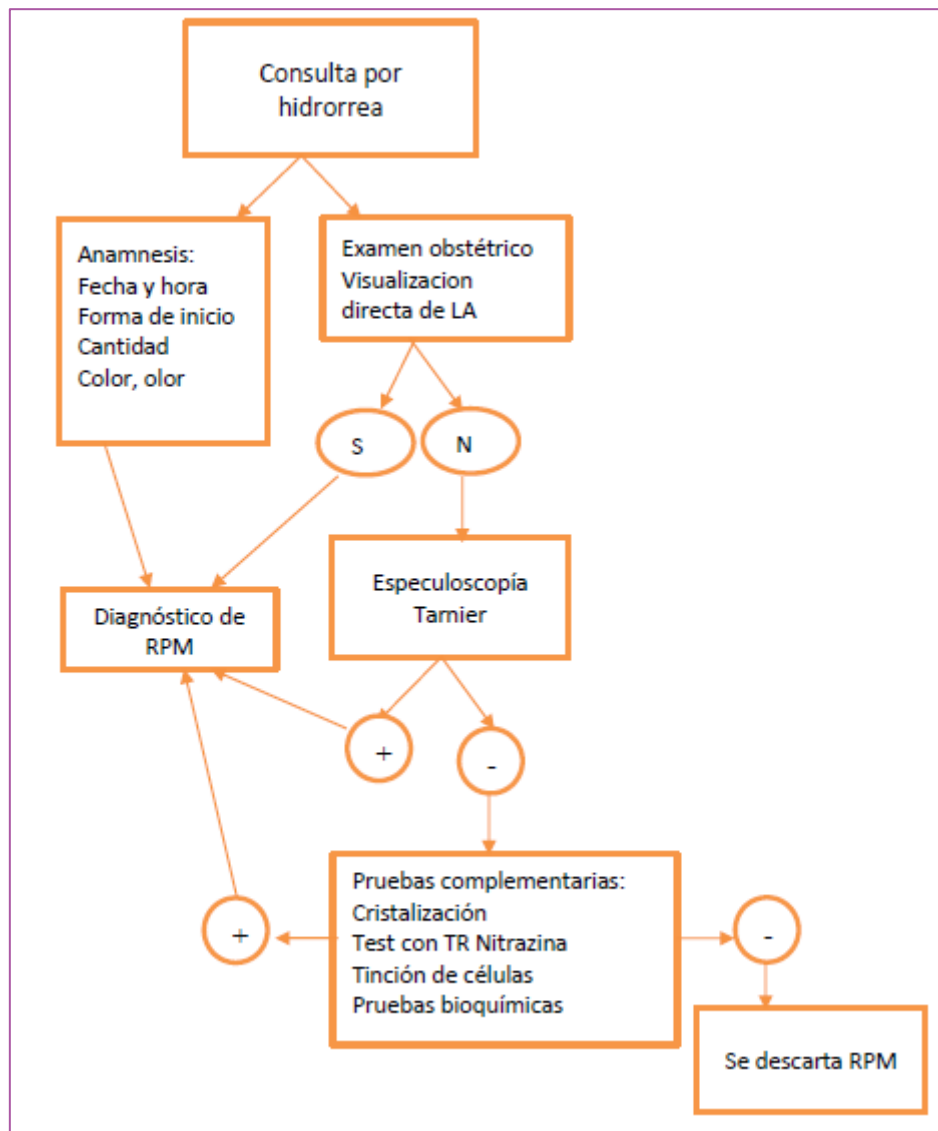 Consulta por
hidrorrea
Anamnesis:
Fecha y hora
Forma de inicio
Cantidad
Color, olor
Examen obstétrico
Visualizacion
directa de LA
S
N
Especuloscopía
Tarnier
Diagnóstico de
RPM
+
-
Pruebas complementarias:
Cristalización
Test con TR Nitrazina
Tinción de células
Pruebas bioquímicas
+
-
Se descarta RPM